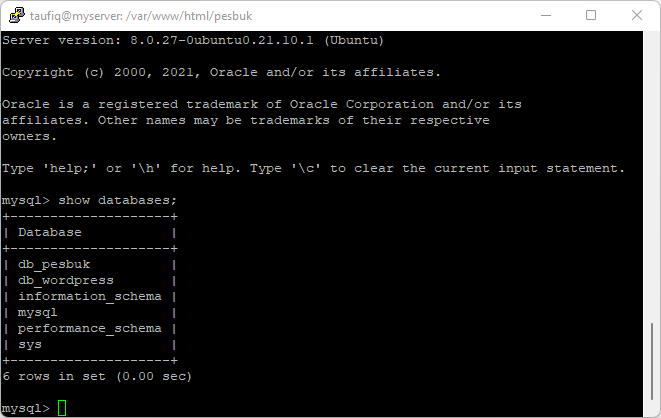 taufiq@myserver: /var/www/html/pesbuk
Server version: 8.0.27-0ubuntu0.21.10.1 (Ubuntu)
Copyright (c) 2000, 2021, Oracle and/or its affiliates.
Oracle is a registered trademark of Oracle Corporation and/or its
affiliates. Other names may be trademarks of their respective
owners.
Type 'help;' or '\h' for help. Type '\c' to clear the current input statement.
mysql> show databases;
+--------------------+
| Database           |
+--------------------+
| db_pesbuk          |
| db_wordpress       |
| information_schema |
| mysql              |
| performance_schema |
| sys                |
+--------------------+
6 rows in set (0.00 sec)
mysql>